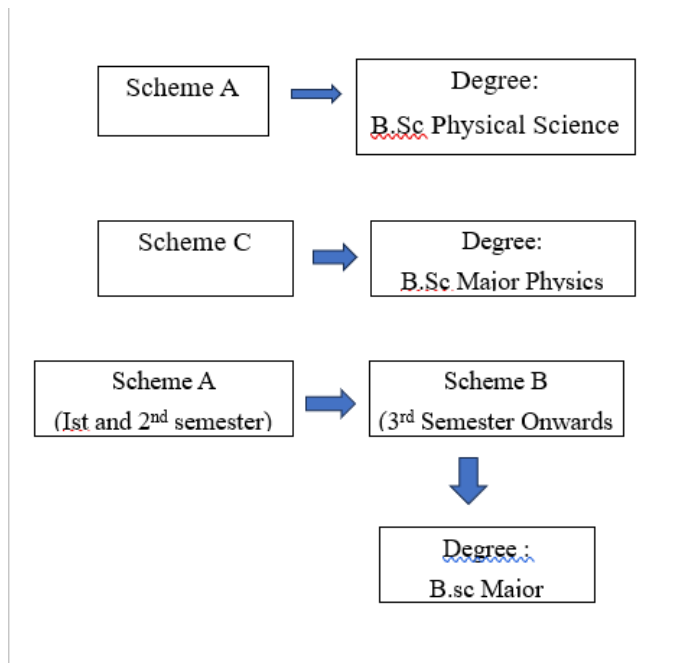 Scheme A
Degree:
B.Sc Physical Science
Scheme C
Degree:
B.Sc Major Physics
Scheme A
(Ist and 2nd semester)
Scheme B
(3rd Semester Onwards
Degree :
B.sc Major